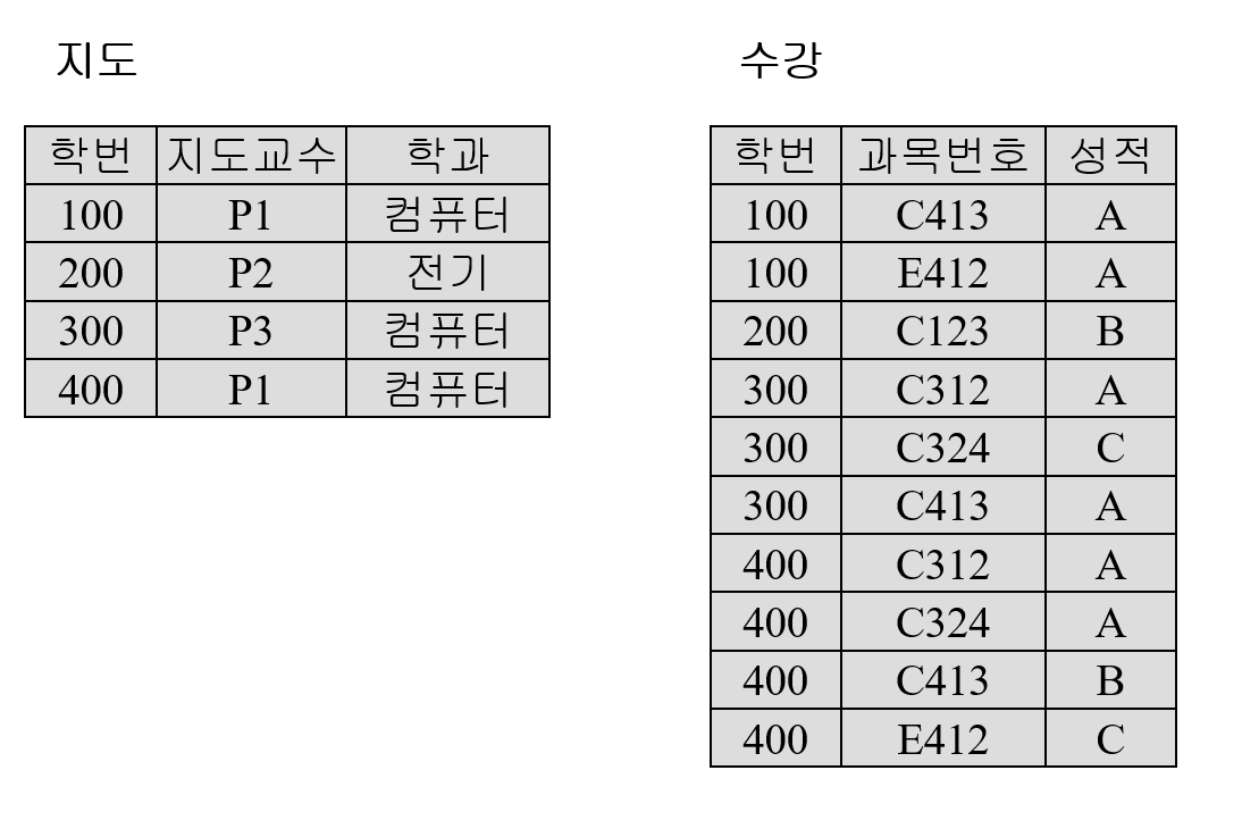 지도
학번 지도교수 학과
100 P1 컴퓨터
200 P2 전기
300 P3 컴퓨터
400 P1 컴퓨터
수강
학번 과목번호 성적
100 C413 A
100 E412 A
200 C123 B
300 C312 A
300 C324 C
300 C413 A
400 C312 A
400 C324 A
400 C413 B
400 E412 C